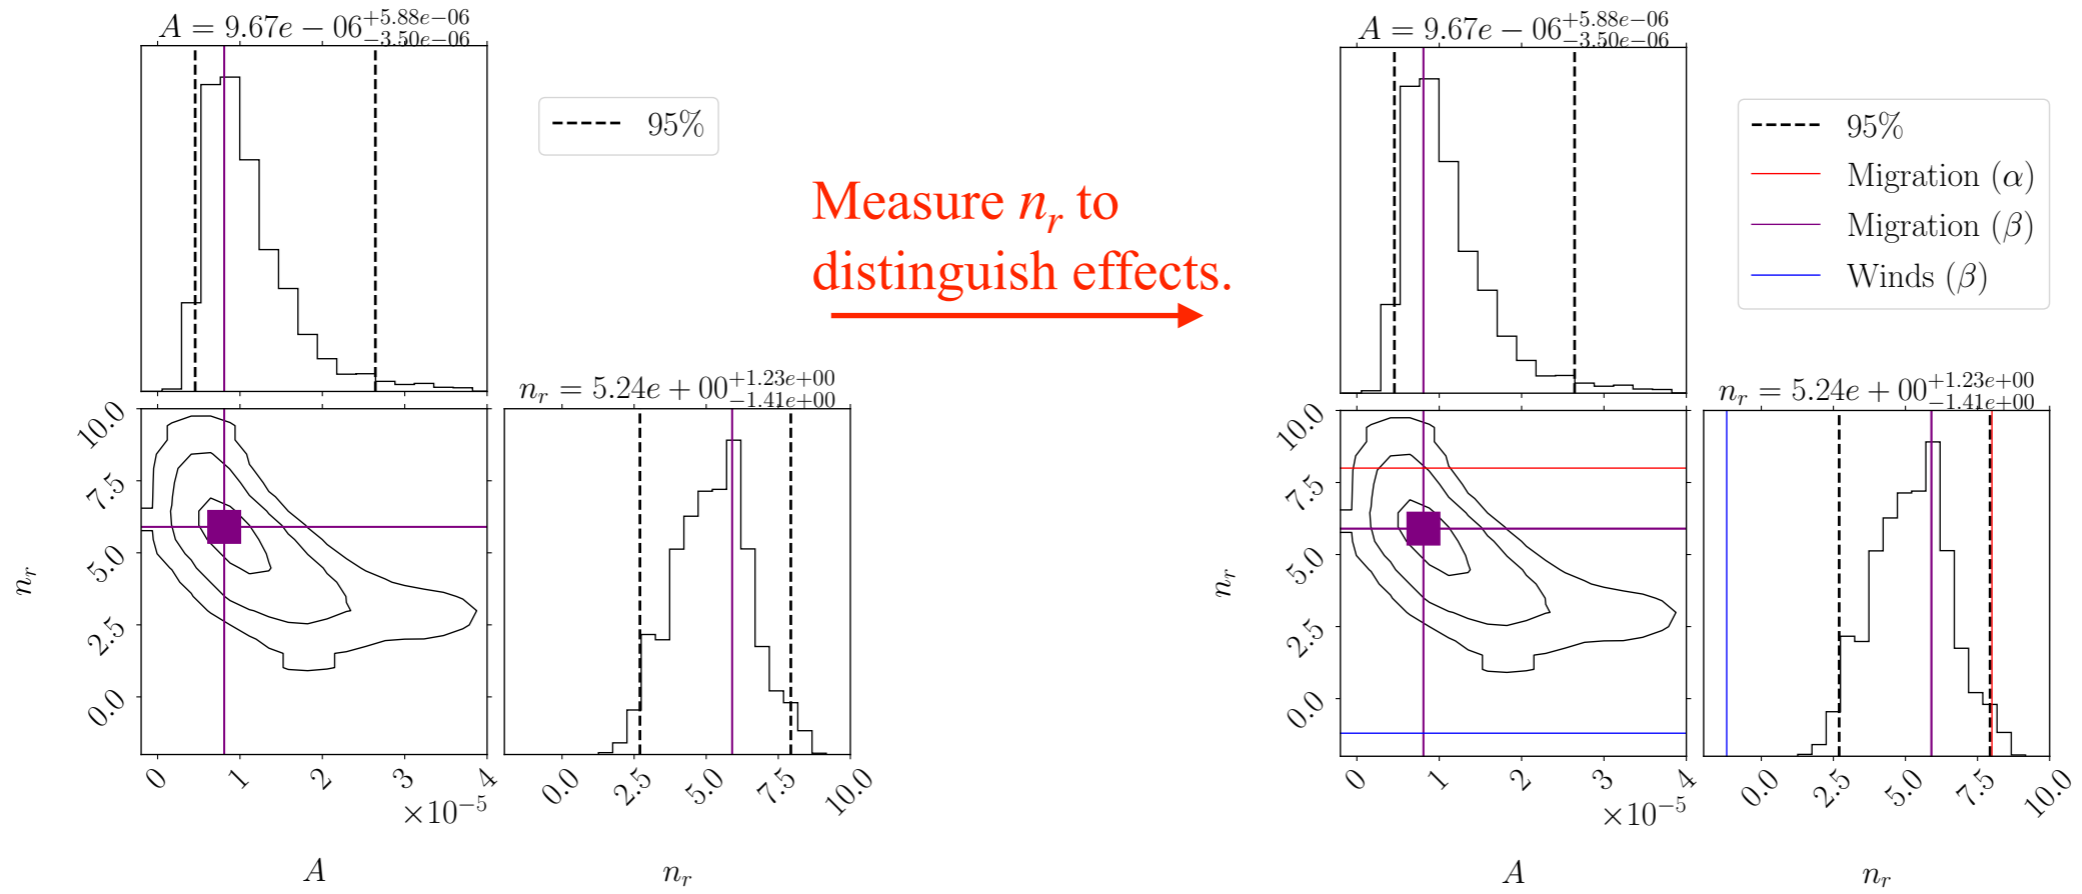 A = 9.67e − 06 +5.88e−06 −3.50e−06
95%
10.0
7.5
5.0
2.5
0.0
n_r
n_r = 5.24e + 00 +1.23e+00 −1.41e+00
0
1
2
3
4
×10^−5
A
0.0
2.5
5.0
7.5
10.0
n_r
Measure n_r to
distinguish effects.
A = 9.67e − 06 +5.88e−06 −3.50e−06
95%
Migration (α)
Migration (β)
Winds (β)
10.0
7.5
5.0
2.5
0.0
n_r
n_r = 5.24e + 00 +1.23e+00 −1.41e+00
0
1
2
3
4
×10^−5
A
0.0
2.5
5.0
7.5
10.0
n_r